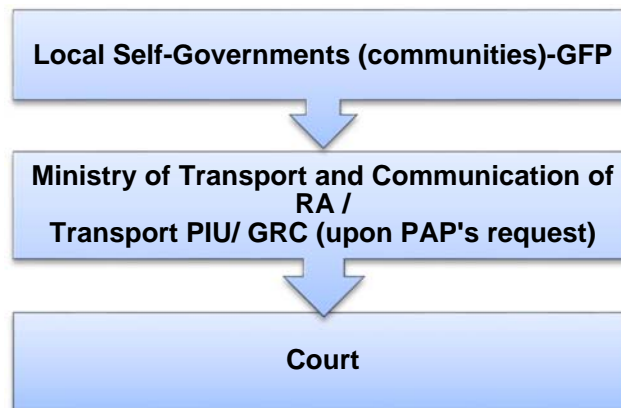 Local Self-Governments (communities)-GFP
Ministry of Transport and Communication of
RA /
Transport PIU/ GRC (upon PAP's request)
Court